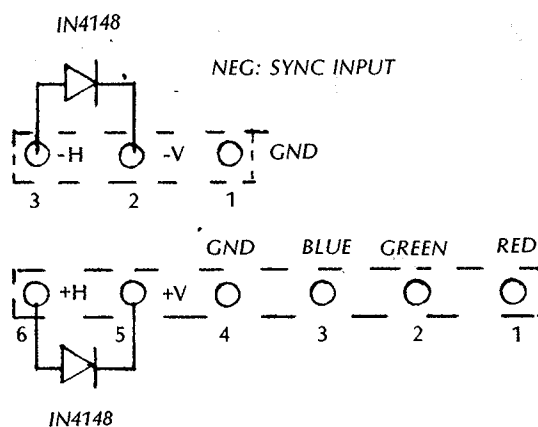 IN4148
NEG: SYNC INPUT
-H -V GND
3 2 1
GND BLUE GREEN RED
+H +V
6 5 4 3 2 1
IN4148